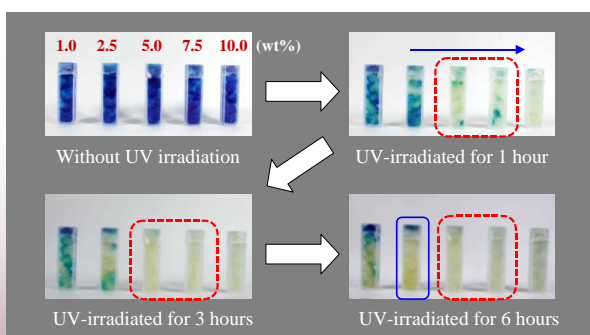 1.0 2.5 5.0 7.5 10.0 (wt%)
Without UV irradiation
UV-irradiated for 1 hour
UV-irradiated for 3 hours
UV-irradiated for 6 hours